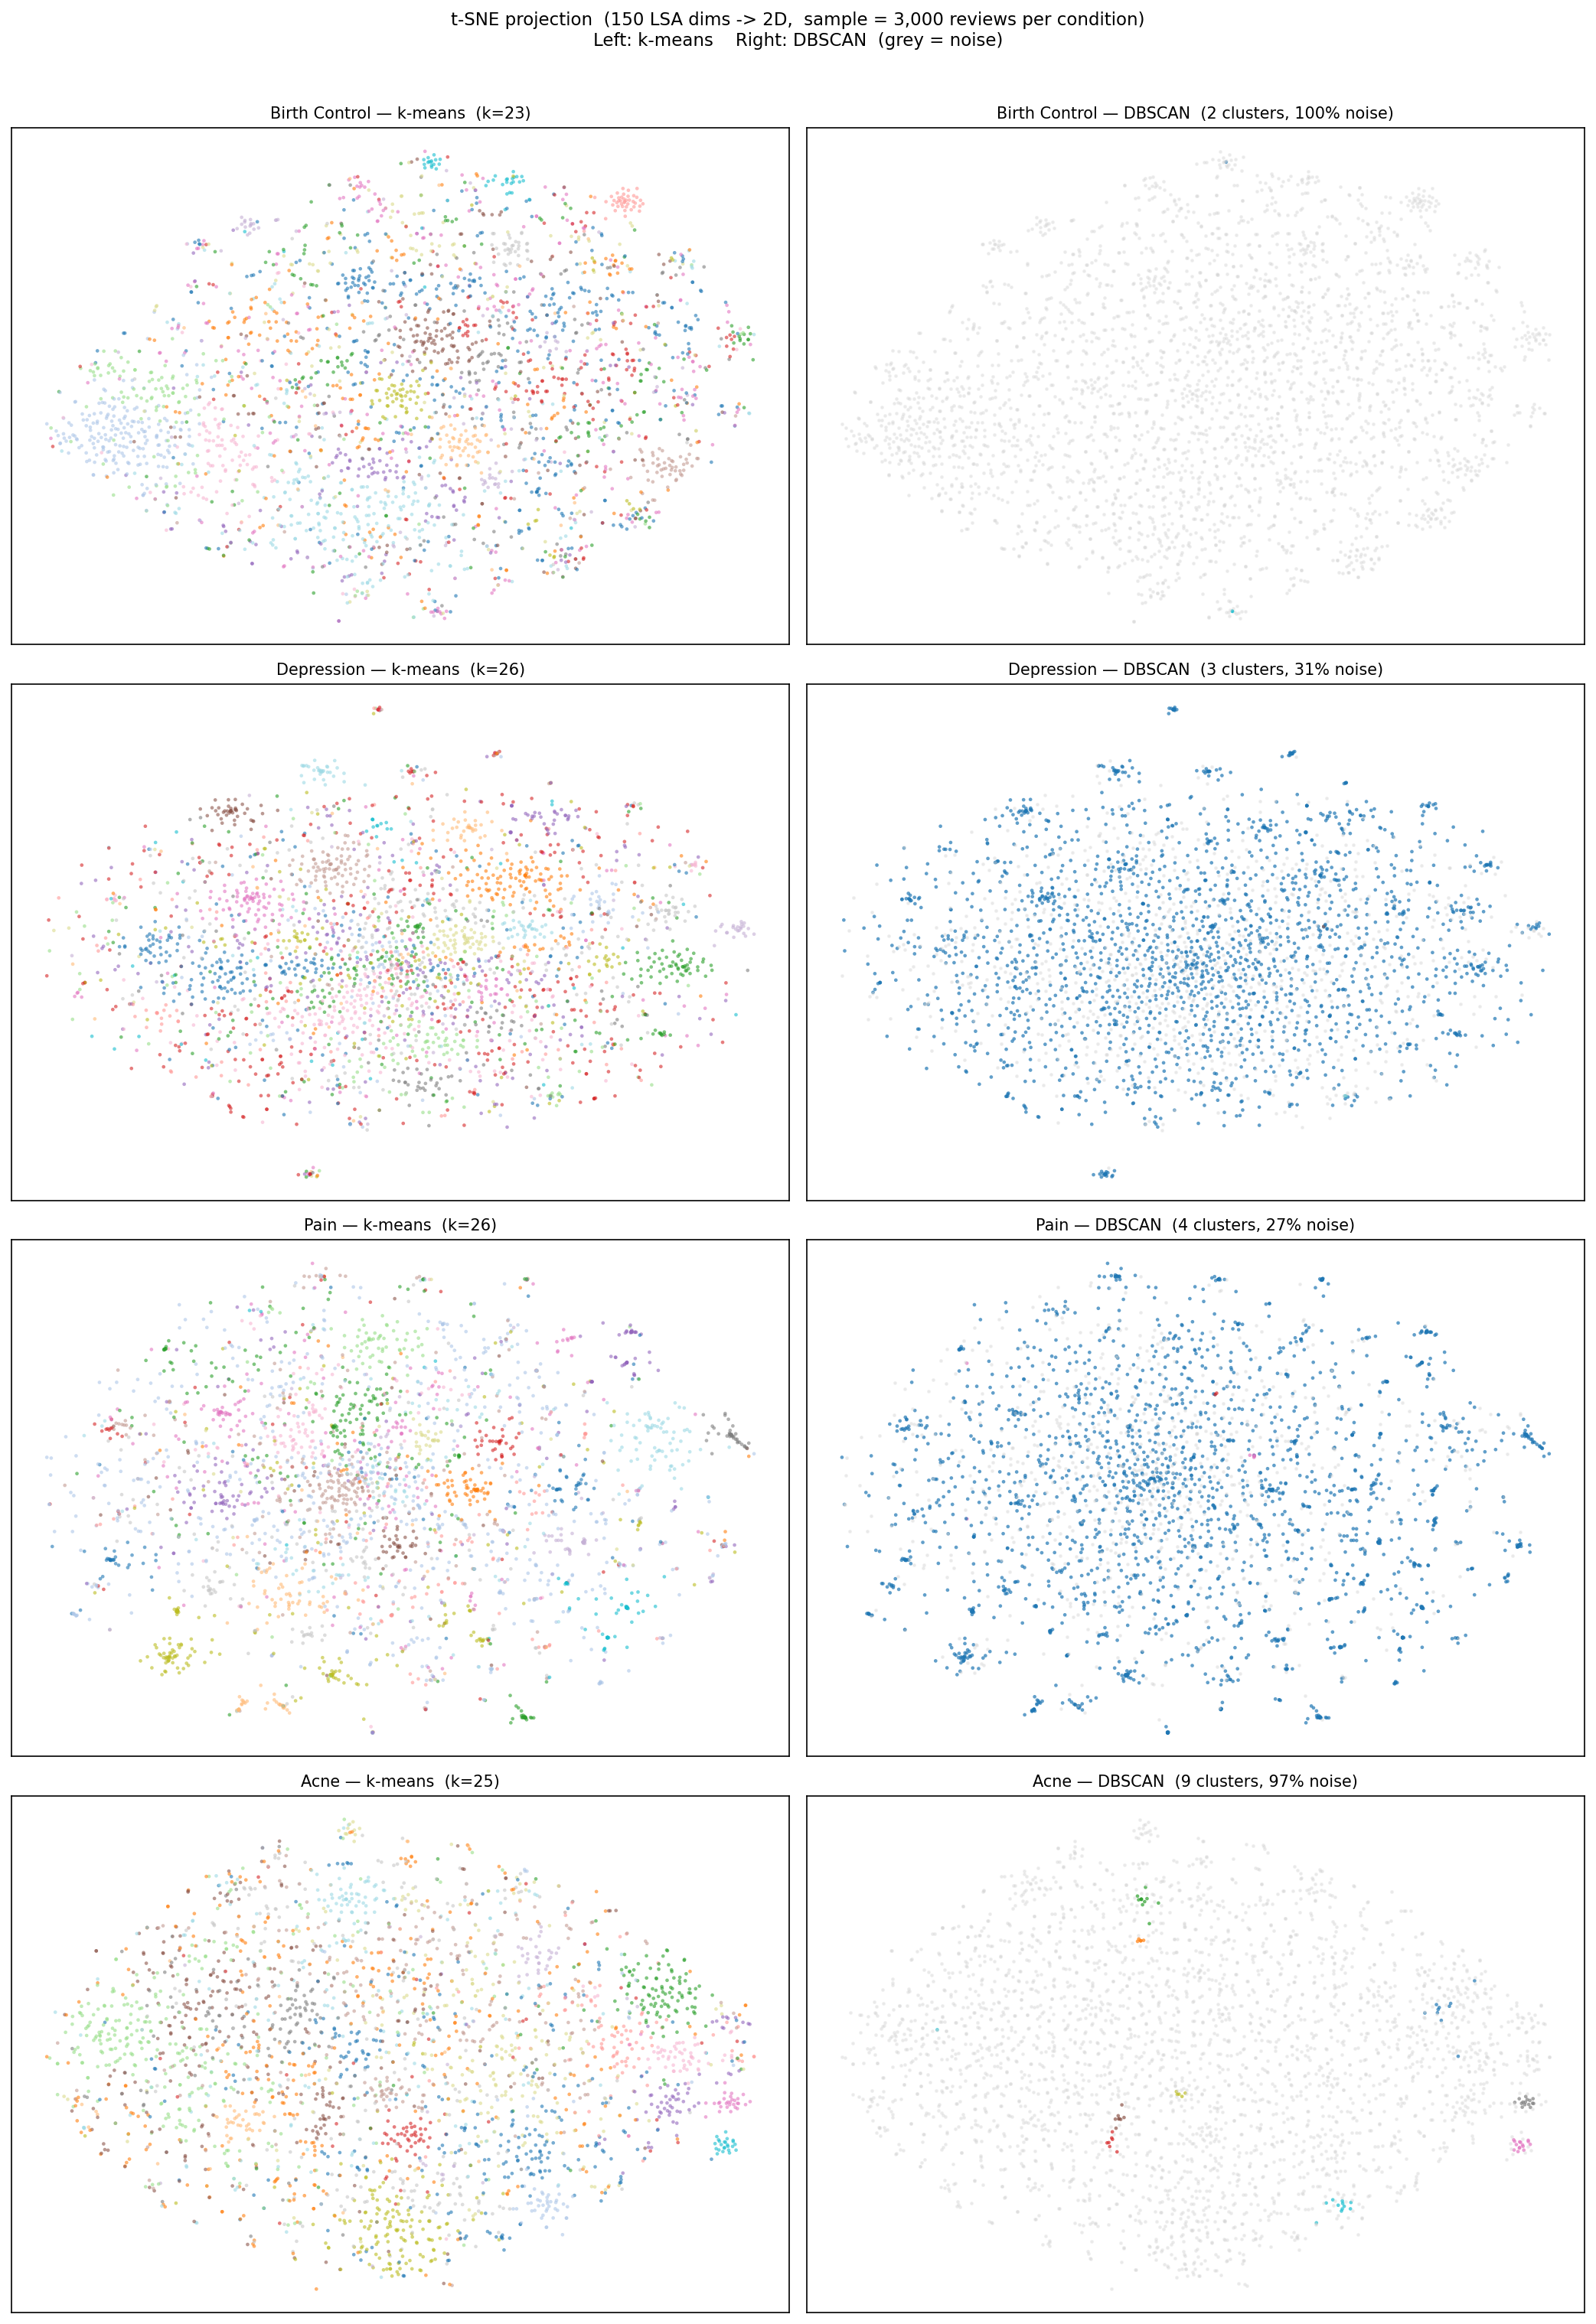 t-SNE projection  (150 LSA dims -> 2D,  sample = 3,000 reviews per condition)
Left: k-means    Right: DBSCAN  (grey = noise)
Birth Control — k-means  (k=23)
Birth Control — DBSCAN  (2 clusters, 100% noise)
Depression — k-means  (k=26)
Depression — DBSCAN  (3 clusters, 31% noise)
Pain — k-means  (k=26)
Pain — DBSCAN  (4 clusters, 27% noise)
Acne — k-means  (k=25)
Acne — DBSCAN  (9 clusters, 97% noise)